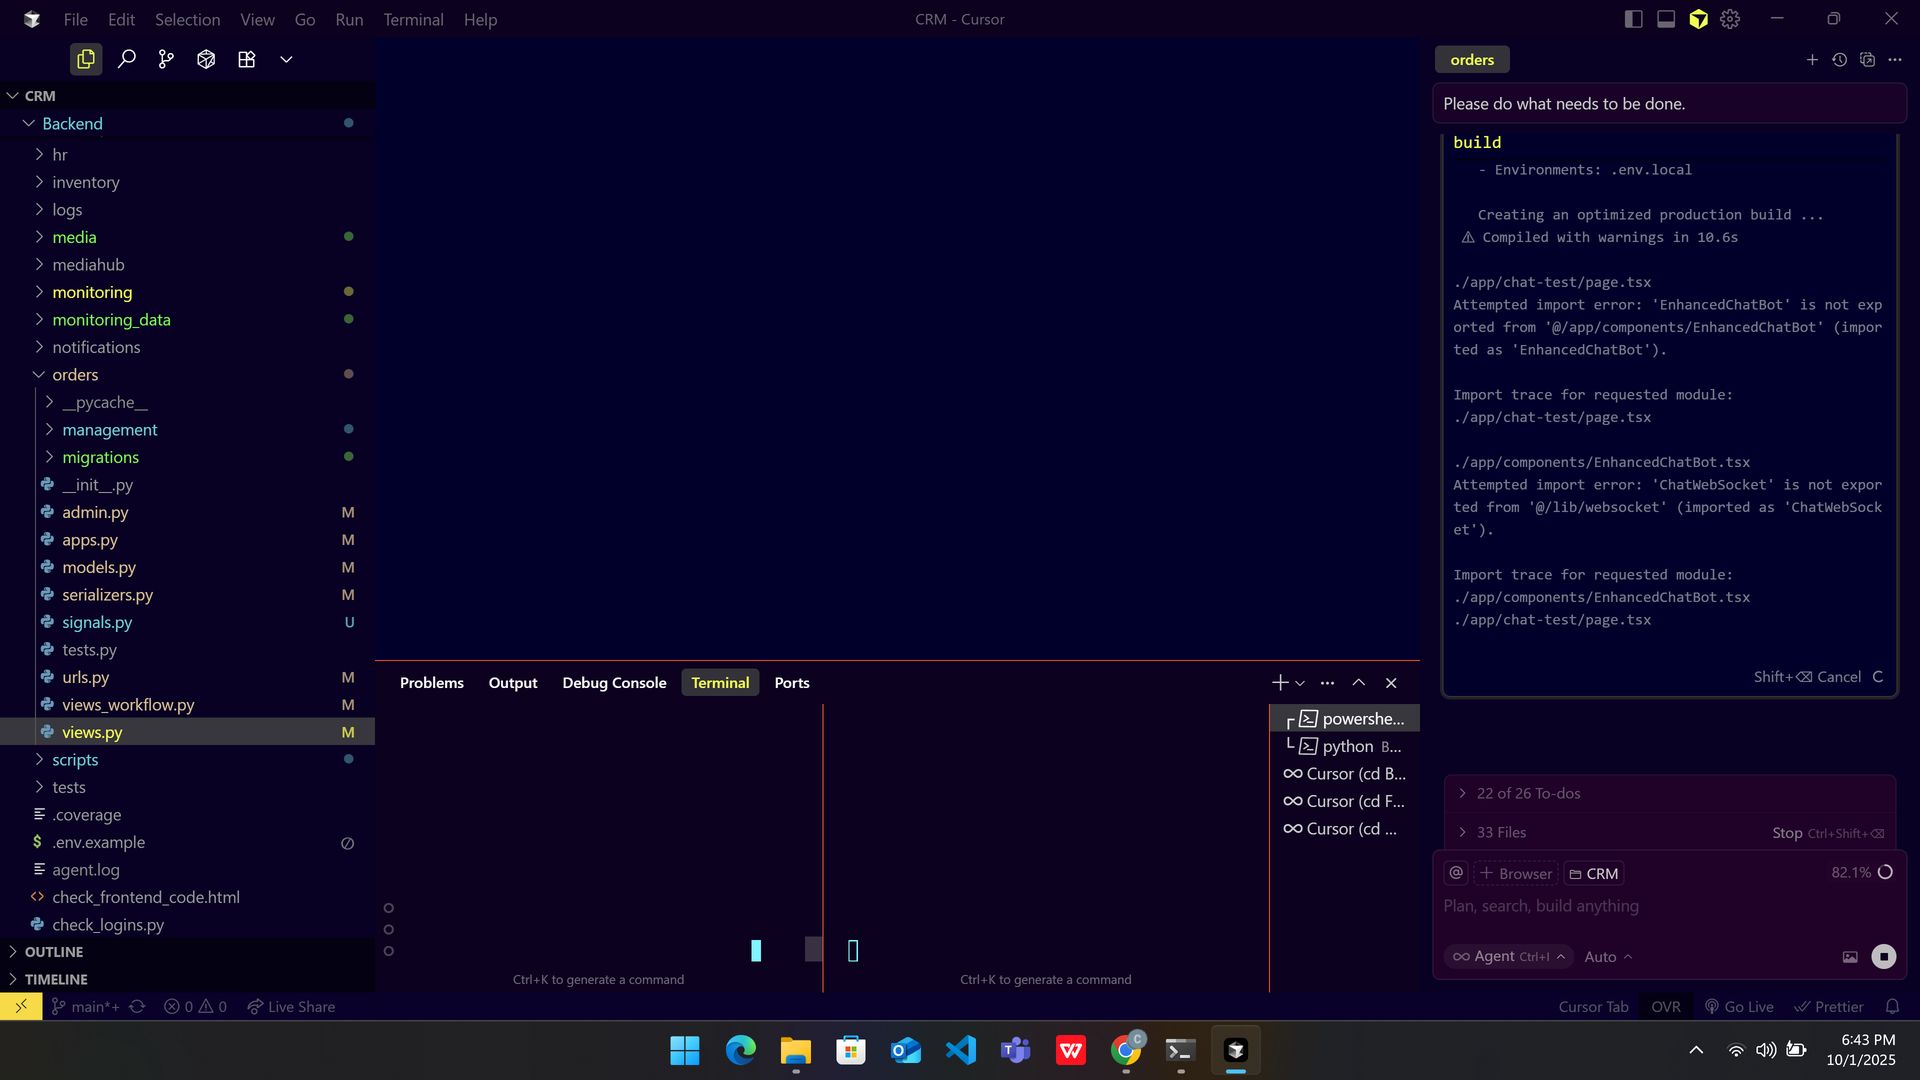 File Edit Selection View Go Run Terminal Help
CRM - Cursor
CRM
Backend
hr
inventory
logs
media
mediahub
monitoring
monitoring_data
notifications
orders
__pycache__
management
migrations
__init__.py
admin.py M
apps.py M
models.py M
serializers.py M
signals.py U
tests.py
urls.py M
views_workflow.py M
views.py M
scripts
tests
.coverage
$ .env.example
agent.log
check_frontend_code.html
check_logins.py
OUTLINE
TIMELINE
Problems Output Debug Console Terminal Ports
powershe...
python B...
Cursor (cd B...
Cursor (cd F...
Cursor (cd ...
Ctrl+K to generate a command
Ctrl+K to generate a command
orders
Please do what needs to be done.
build
- Environments: .env.local
Creating an optimized production build ...
⚠ Compiled with warnings in 10.6s
./app/chat-test/page.tsx
Attempted import error: 'EnhancedChatBot' is not exp
orted from '@/app/components/EnhancedChatBot' (impor
ted as 'EnhancedChatBot').
Import trace for requested module:
./app/chat-test/page.tsx
./app/components/EnhancedChatBot.tsx
Attempted import error: 'ChatWebSocket' is not expor
ted from '@/lib/websocket' (imported as 'ChatWebSock
et').
Import trace for requested module:
./app/components/EnhancedChatBot.tsx
./app/chat-test/page.tsx
Shift+⌫ Cancel
22 of 26 To-dos
33 Files Stop Ctrl+Shift+⌫
@ + Browser CRM 82.1%
Plan, search, build anything
Agent Ctrl+I Auto
main*+ 0 0 Live Share
Cursor Tab OVR Go Live Prettier
6:43 PM
10/1/2025